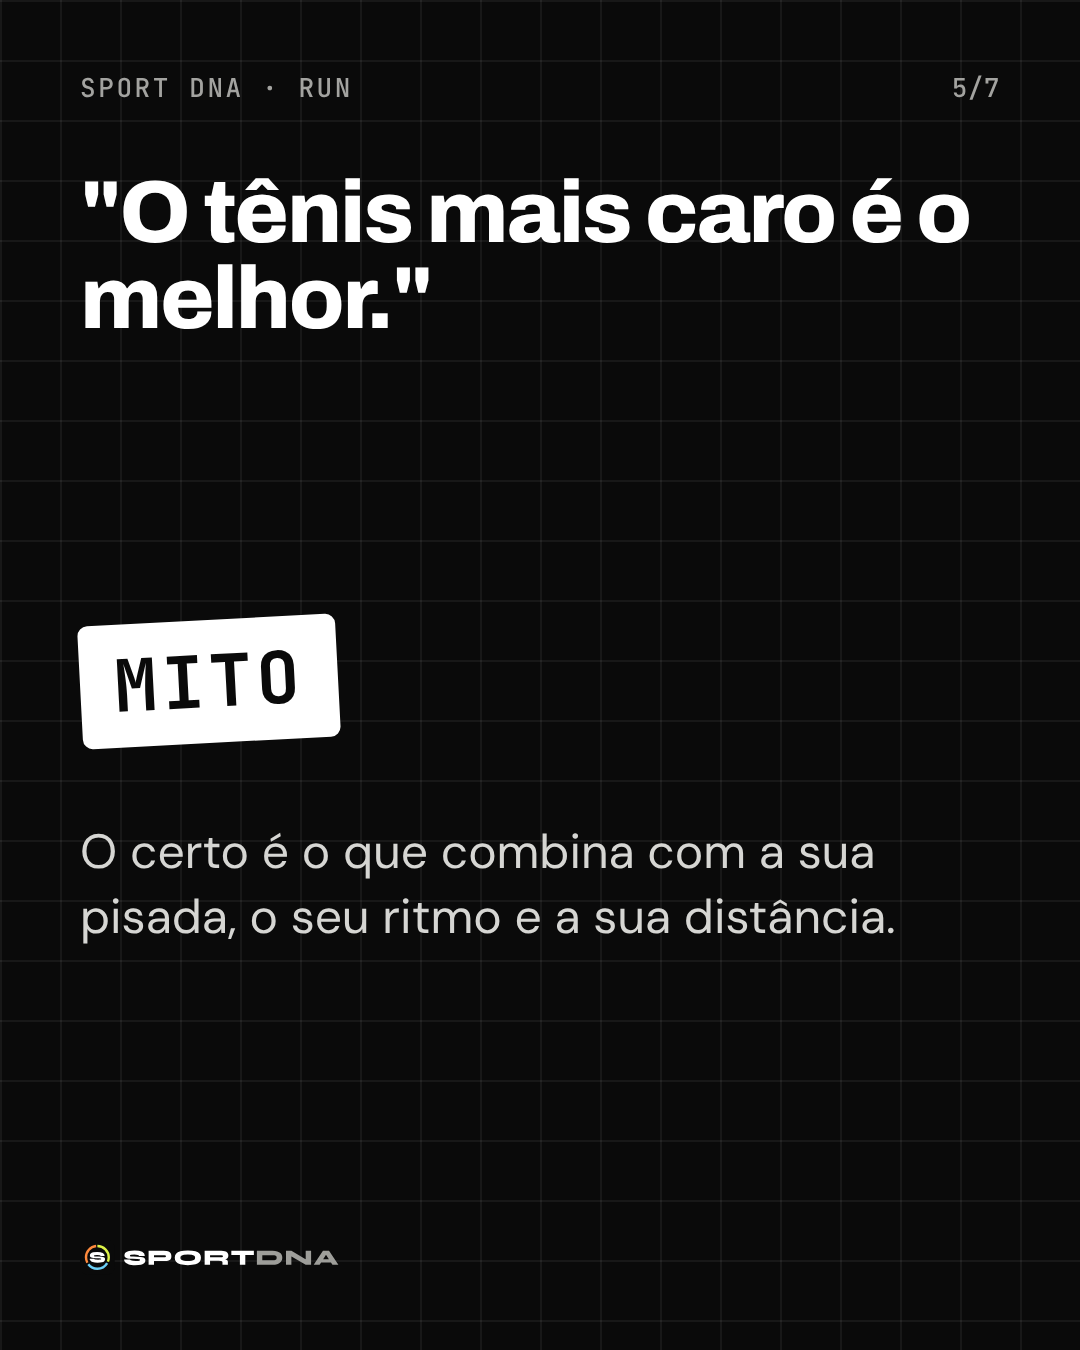 SPORT DNA · RUN
5/7
"O tênis mais caro é o
melhor."
MITO
O certo é o que combina com a sua
pisada, o seu ritmo e a sua distância.
S SPORTDNA